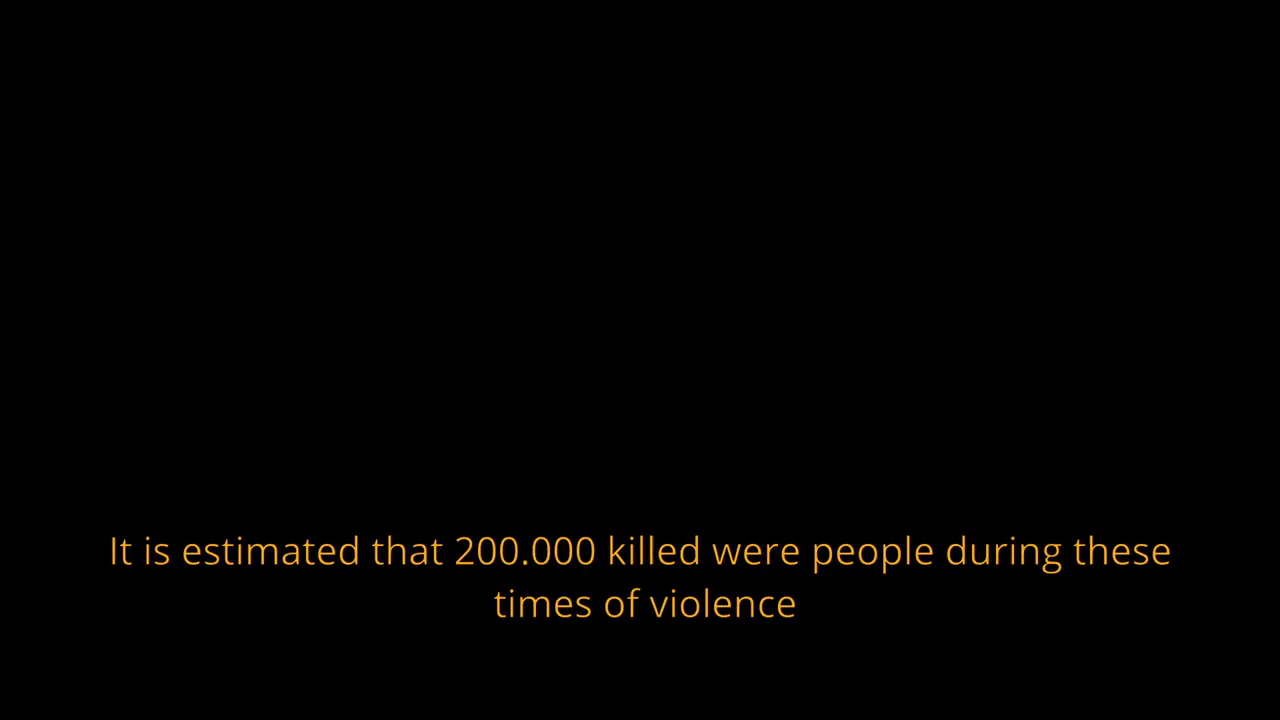 It is estimated that 200.000 killed were people during these
times of violence